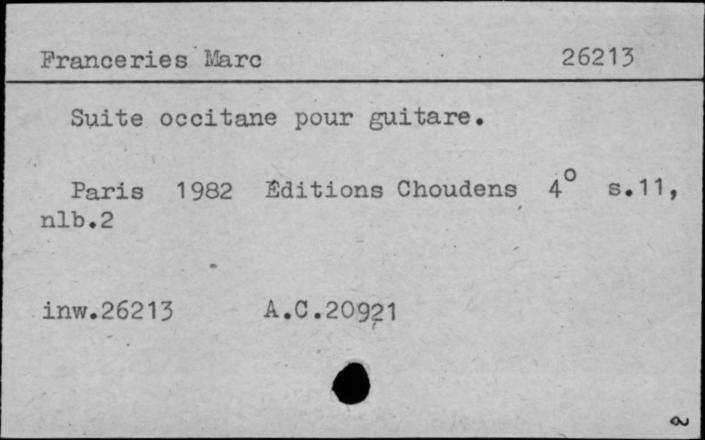 Franceries Marc 26213
Suite occitane pour guitare.
Paris 1982 Éditions Choudens 4° s.11,
nlb.2
inw.26213 A.C.20921